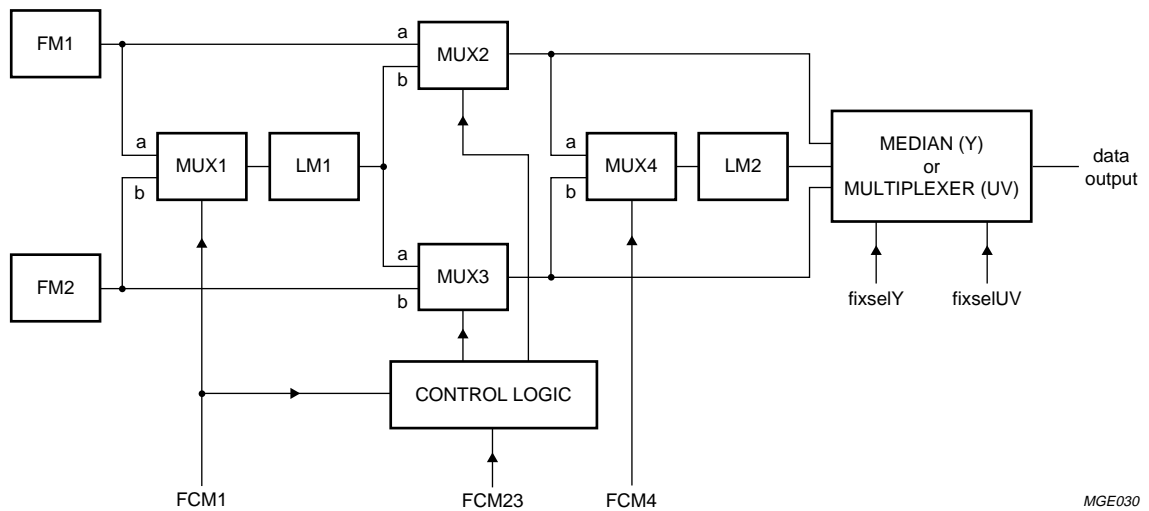 FM1
a
MUX2
b
a
MUX1
b
LM1
a
MUX4
b
LM2
MEDIAN (Y)
or
MULTIPLEXER (UV)
data
output
FM2
a
MUX3
b
fixselY
fixselUV
CONTROL LOGIC
FCM1
FCM23
FCM4
MGE030